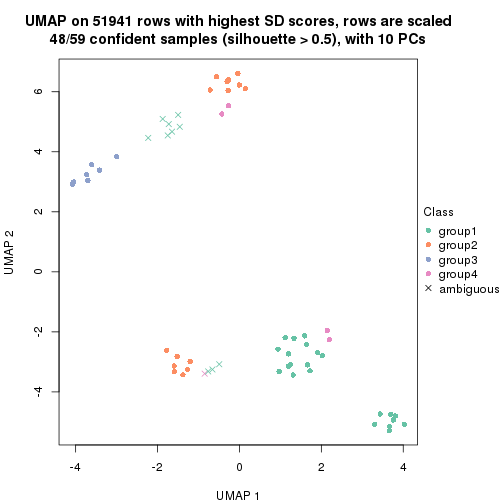 UMAP on 51941 rows with highest SD scores, rows are scaled
48/59 confident samples (silhouette > 0.5), with 10 PCs
6
4
2
0
-2
-4
UMAP 2
-4
-2
0
2
4
UMAP 1
Class
group1
group2
group3
group4
ambiguous